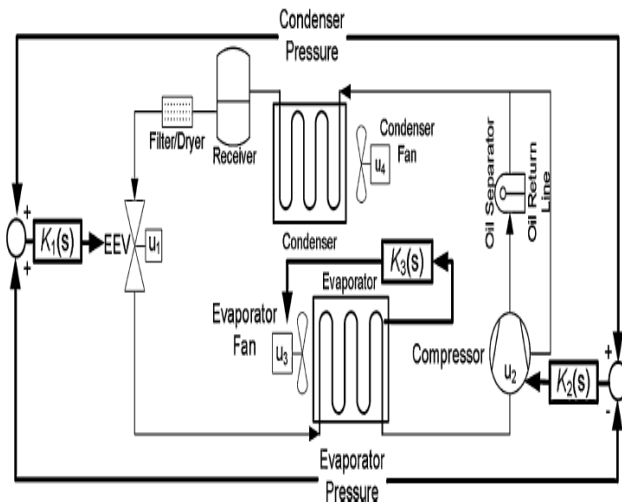 Condenser
Pressure
Filter/Dryer
Receiver
Condenser
Fan
u4
Oil Separator
Oil Return
Line
+
+
K1(s)
EEV
u1
Condenser
K3(s)
Evaporator
Evaporator
Fan
u3
Compressor
u2
K2(s)
+
-
Evaporator
Pressure